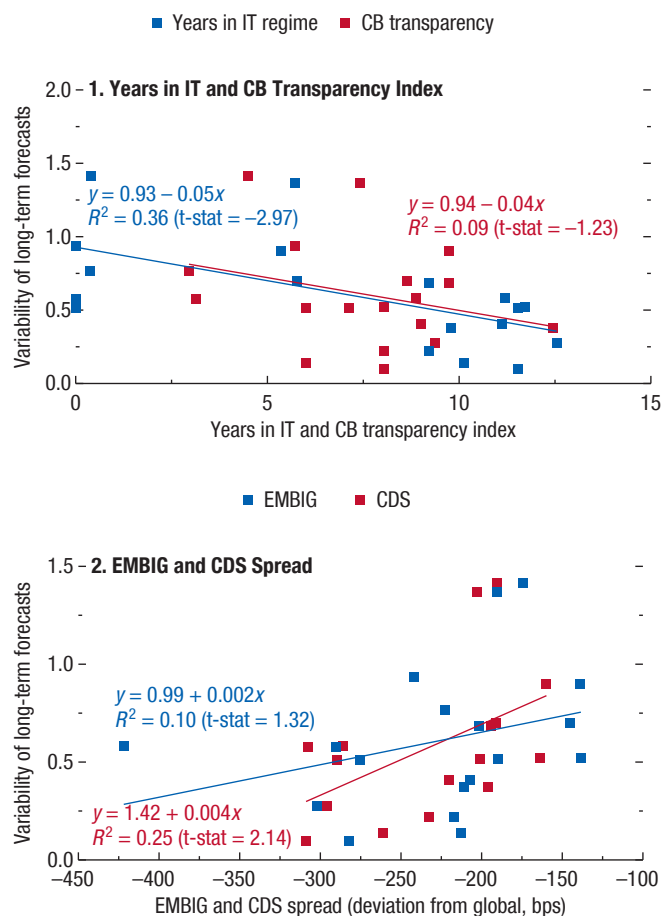 Years in IT regime CB transparency
1. Years in IT and CB Transparency Index
Variability of long-term forecasts
2.0
1.5
1.0
0.5
0.0
y = 0.93 – 0.05x
R² = 0.36 (t-stat = –2.97)
y = 0.94 – 0.04x
R² = 0.09 (t-stat = –1.23)
0 5 10 15
Years in IT and CB transparency index
EMBIG CDS
2. EMBIG and CDS Spread
Variability of long-term forecasts
1.5
1.0
0.5
0.0
y = 0.99 + 0.002x
R² = 0.10 (t-stat = 1.32)
y = 1.42 + 0.004x
R² = 0.25 (t-stat = 2.14)
–450 –400 –350 –300 –250 –200 –150 –100
EMBIG and CDS spread (deviation from global, bps)